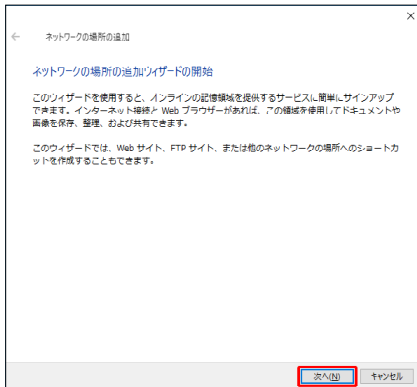 ネットワークの場所の追加
ネットワークの場所の追加ウィザードの開始
このウィザードを使用すると、オンラインの記憶領域を提供するサービスに簡単にサインアップ
できます。インターネット接続と Web ブラウザーがあれば、この領域を使用してドキュメントや
画像を保存、整理、および共有できます。
このウィザードでは、Web サイト、FTP サイト、または他のネットワークの場所へのショートカ
ットを作成することもできます。
次へ(N)
キャンセル